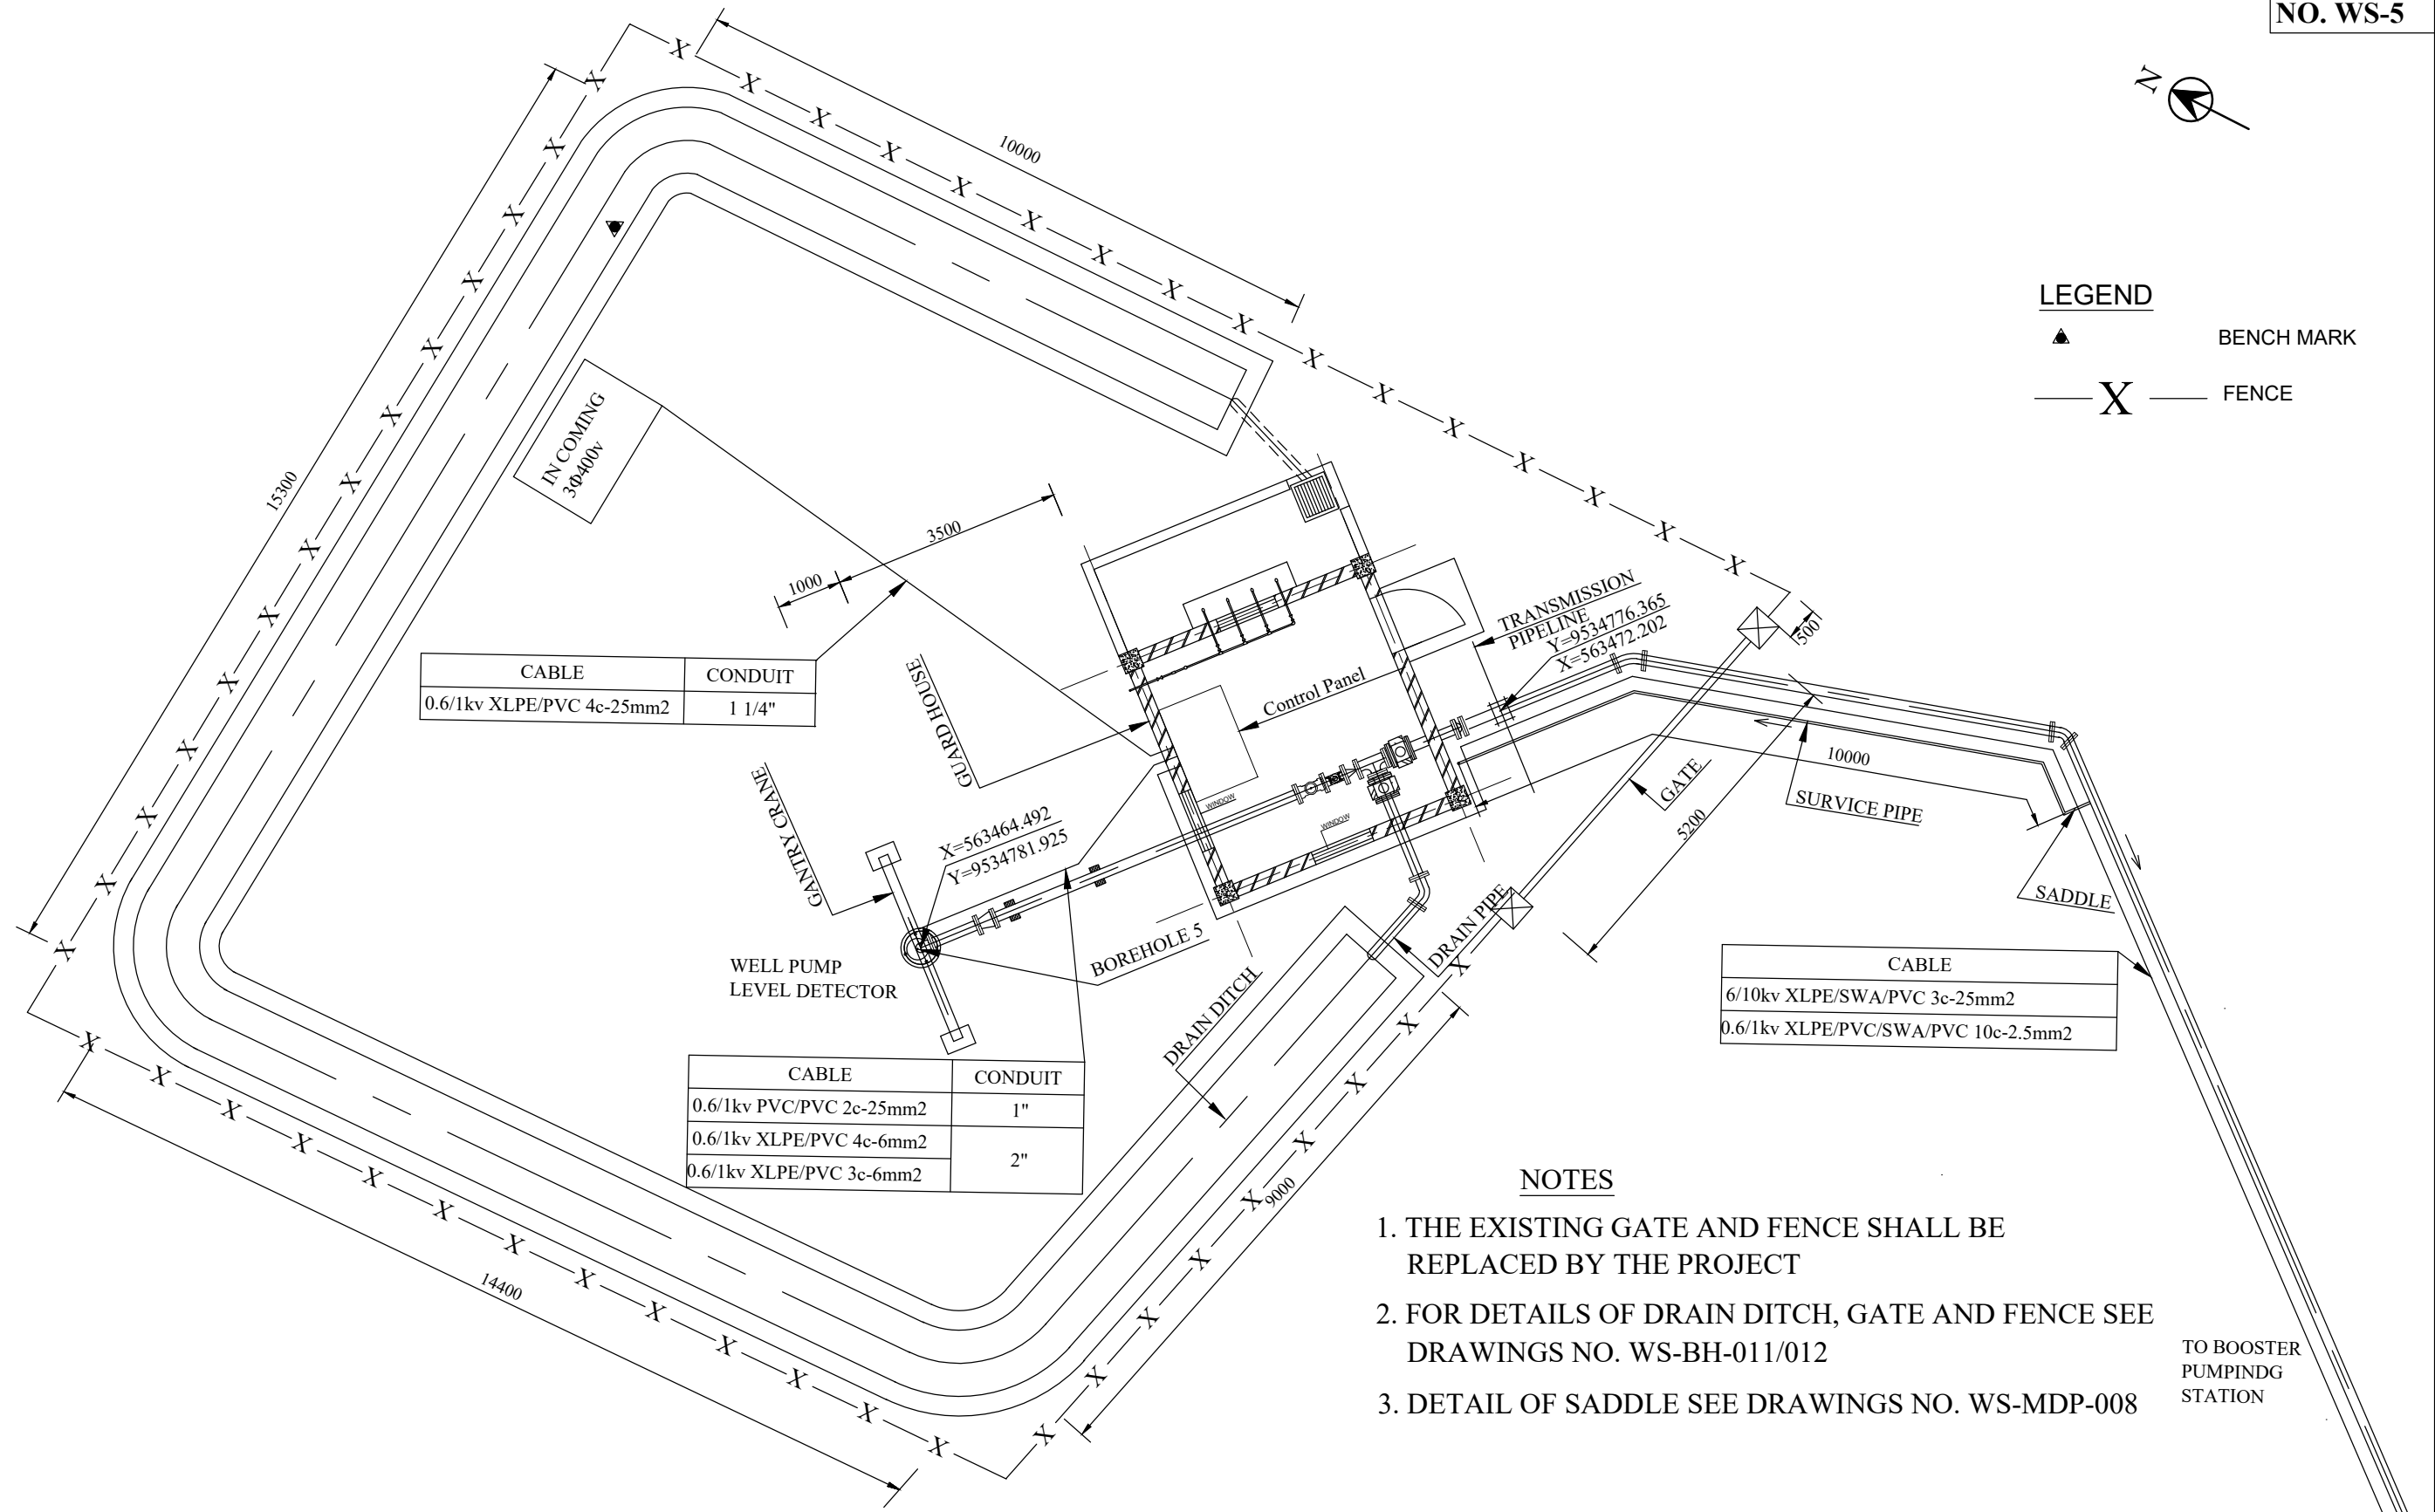 NO. WS-5
N
LEGEND
BENCH MARK
X FENCE
10000
15300
IN COMING
3Φ400v
3500
1000
CABLE CONDUIT
0.6/1kv XLPE/PVC 4c-25mm2 1 1/4"
GUARD HOUSE
GANTRY CRANE
Control Panel
WINDOW
WINDOW
TRANSMISSION
PIPELINE
Y=9534776.365
X=563472.202
500
10000
SURVICE PIPE
GATE
5200
SADDLE
X=563464.492
Y=9534781.925
BOREHOLE 5
WELL PUMP
LEVEL DETECTOR
DRAIN PIPE
DRAIN DITCH
CABLE
6/10kv XLPE/SWA/PVC 3c-25mm2
0.6/1kv XLPE/PVC/SWA/PVC 10c-2.5mm2
CABLE CONDUIT
0.6/1kv PVC/PVC 2c-25mm2 1"
0.6/1kv XLPE/PVC 4c-6mm2 2"
0.6/1kv XLPE/PVC 3c-6mm2
9000
14400
NOTES
1. THE EXISTING GATE AND FENCE SHALL BE
REPLACED BY THE PROJECT
2. FOR DETAILS OF DRAIN DITCH, GATE AND FENCE SEE
DRAWINGS NO. WS-BH-011/012
3. DETAIL OF SADDLE SEE DRAWINGS NO. WS-MDP-008
TO BOOSTER
PUMPINDG
STATION